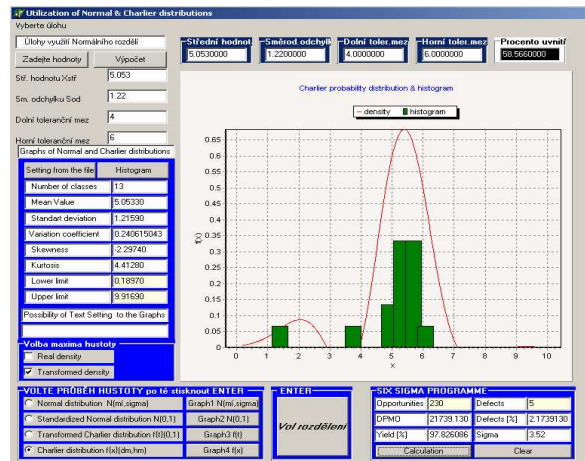 Utilization of Normal & Charlier distributions
Vyberte úlohu
Úlohy využití Normálního rozdělí
Zadejte hodnoty
Výpočet
Stř. hodnotu Xstř
5.053
Sm. odchylku Sod
1.22
Dolní toleranční mez
4
Horní toleranční mez
6
Střední hodnot
5.0530000
Směrod.odchylk
1.2200000
Dolní toler.mez
4.0000000
Horní toler.mez
6.0000000
Procento uvnitř
58.5660000
Graphs of Normal and Charlier distributions
Setting from the file
Histogram
Number of classes
13
Mean Value
5.05330
Standart deviation
1.21590
Variation coefficient
0.240615043
Skewness
-2.29740
Kurtosis
4.41280
Lower limit
0.18970
Upper limit
9.91690
Possibility of Text Setting to the Graphs
Volba maxima hustoty
Real density
Transformed density
Charlier probability distribution & histogram
density
histogram
0.65
0.6
0.55
0.5
0.45
0.4
0.35
0.3
0.25
0.2
0.15
0.1
0.05
0
f(x)
0 1 2 3 4 5 6 7 8 9 10
x
VOLTE PRŮBĚH HUSTOTY po té stisknout ENTER
Normal distribution N(mí,sigma)
Graph1 N(mí,sigma)
Standardized Normal distribution N(0,1)
Graph2 N(0,1)
Transformed Charlier distribution f(t)(0,1)
Graph3 f(t)
Charlier distribution f(x)(dm,hm)
Graph4 f(x)
ENTER
Vol rozdělení
SIX SIGMA PROGRAMME
Opportunities
230
Defects
5
DPMO
21739.130
Defects [%]
2.1739130
Yield [%]
97.826086
Sigma
3.52
Calculation
Clear